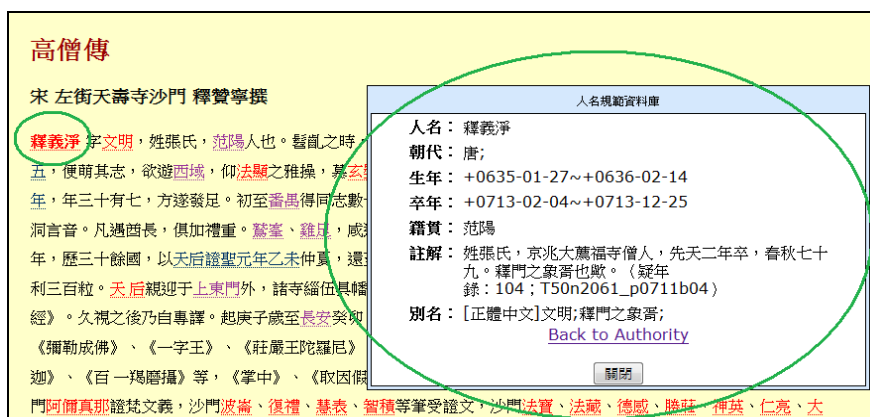 高僧傳
宋 左街天壽寺沙門 釋贊寧撰
釋義淨 字文明，姓張氏，范陽人也。髫齓之時，
五，便萌其志，欲遊西域，仰法顯之雅操，慕玄
年，年三十有七，方遂發足。初至番禺得同志數
洞言音。凡遇酋長，俱加禮重。鷲峯、雞足，咸
年，歷三十餘國，以天后證聖元年乙未仲夏，還
利三百粒。天后親迎于上東門外，諸寺緇伍具幡
經》。久視之後乃自專譯。起庚子歲至長安癸卯
《彌勒成佛》、《一字王》、《莊嚴王陀羅尼》
迦》、《百一羯磨攝》等，《掌中》、《取因假
門阿儞真那證梵文義，沙門波崙、復禮、慧表、智積等筆受證文，沙門法寶、法藏、德感、勝莊、神英、仁亮、大
人名規範資料庫
人名： 釋義淨
朝代： 唐;
生年： +0635-01-27~+0636-02-14
卒年： +0713-02-04~+0713-12-25
籍貫： 范陽
註解： 姓張氏，京兆大薦福寺僧人，先天二年卒，春秋七十
九。釋門之象胥也歟。（疑年
錄：104；T50n2061_p0711b04）
別名： [正體中文]文明;釋門之象胥;
Back to Authority
關閉